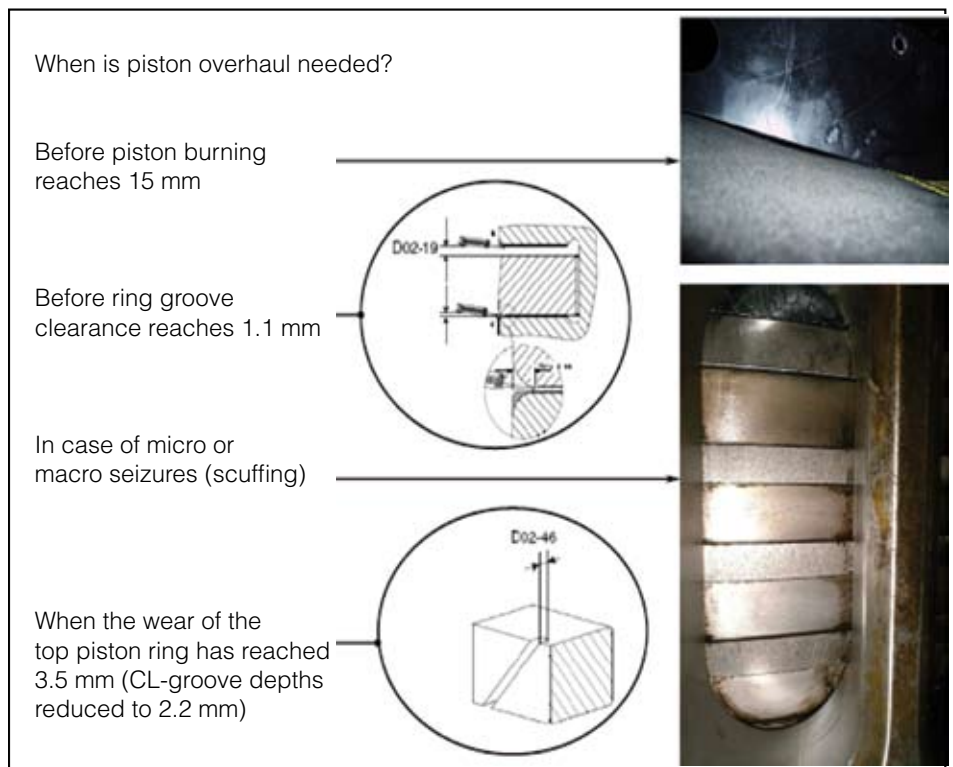 When is piston overhaul needed?
Before piston burning
reaches 15 mm
D02-19
Before ring groove
clearance reaches 1.1 mm
In case of micro or
macro seizures (scuffing)
D02-46
When the wear of the
top piston ring has reached
3.5 mm (CL-groove depths
reduced to 2.2 mm)